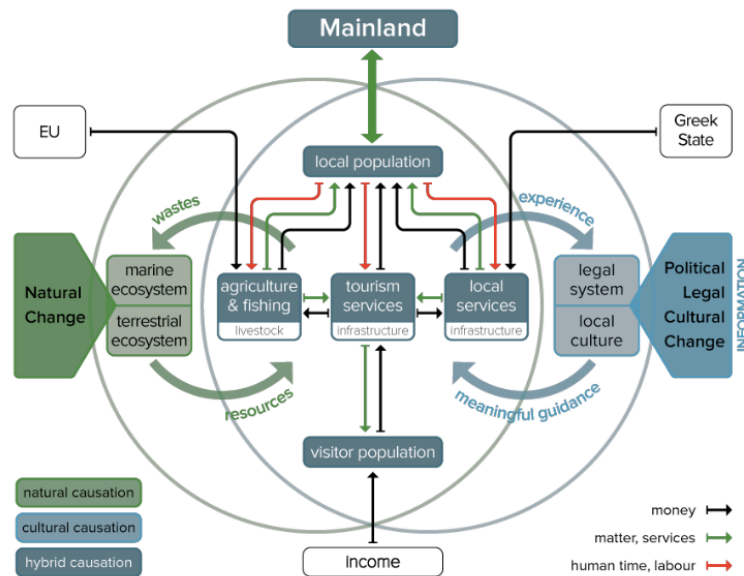 Mainland
EU
Greek
State
local population
wastes
experience
Natural
Change
marine
ecosystem
terrestrial
ecosystem
agriculture
& fishing
livestock
tourism
services
infrastructure
local
services
infrastructure
legal
system
local
culture
Political
Legal
Cultural
Change
INFORMATION
resources
meaningful guidance
visitor population
natural causation
cultural causation
hybrid causation
Income
money
matter, services
human time, labour